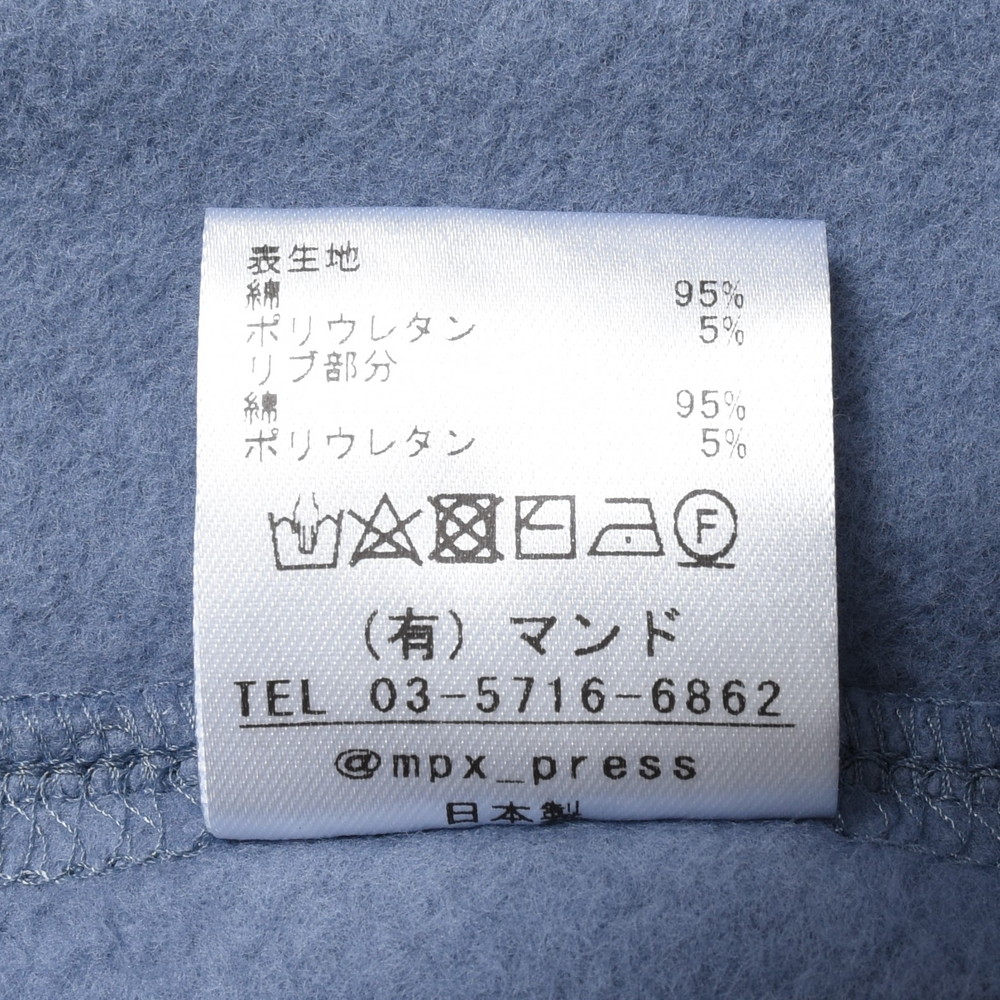 表生地
綿 95%
ポリウレタン 5%
リブ部分
綿 95%
ポリウレタン 5%
F
(有) マンド
TEL 03-5716-6862
@mpx_press
日本製